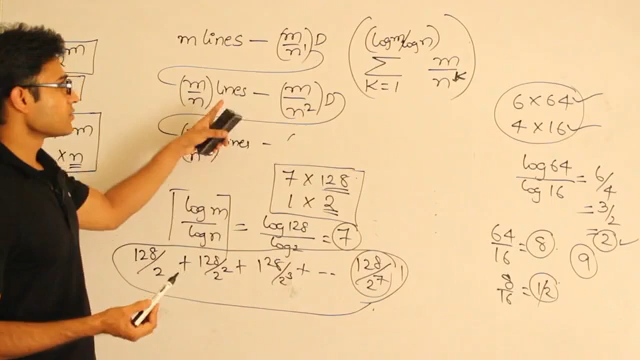 m
m
× n
m lines – (m/n¹) D
(m/n) lines – (m/n²) D
lines –
(log m/log n)
∑ m/n^K
K=1
7 × 128
1 × 2
⌈log m/log n⌉ = log 128/log 2 = 7
128/2 + 128/2² + 128/2³ + -- 128/2⁷
6 × 64
4 × 16
log 64/log 16 = 6/4
= 3/2
= 2
64/16 = 8
9
8/16 = 1/2